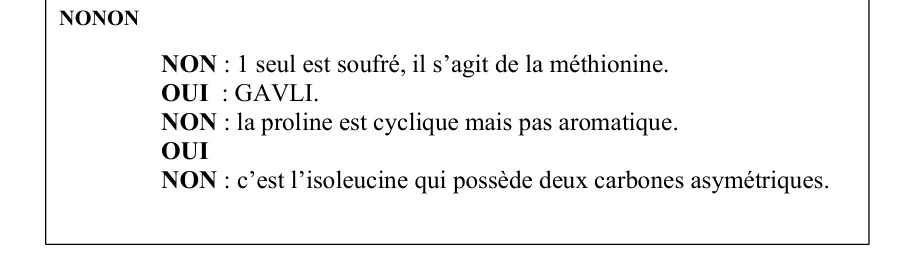 NONON
NON : 1 seul est soufré, il s’agit de la méthionine.
OUI : GAVLI.
NON : la proline est cyclique mais pas aromatique.
OUI
NON : c’est l’isoleucine qui possède deux carbones asymétriques.